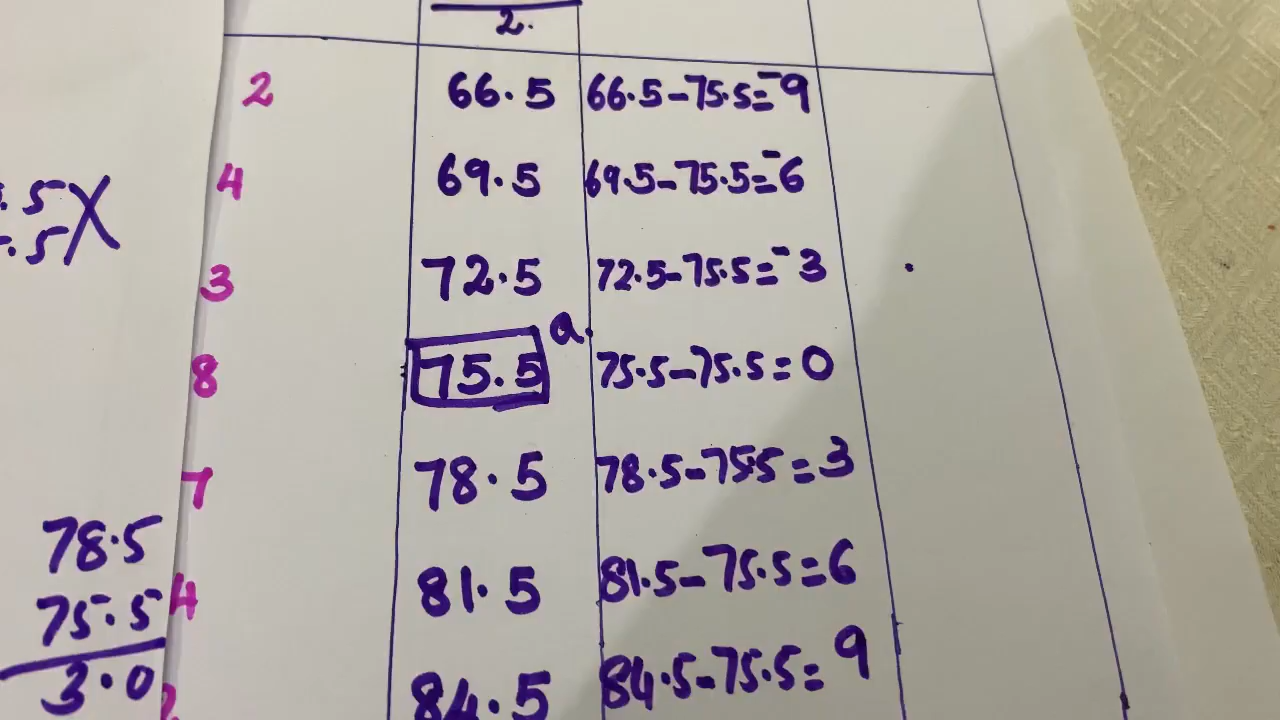 2.
2 66.5 66.5-75.5=-9
4 69.5 69.5-75.5=-6
.5
.5
3 72.5 72.5-75.5=-3
a.
8 75.5 75.5-75.5=0
7 78.5 78.5-75.5=3
78.5
4 81.5 81.5-75.5=6
75.5
3.0
2 84.5 84.5-75.5=9